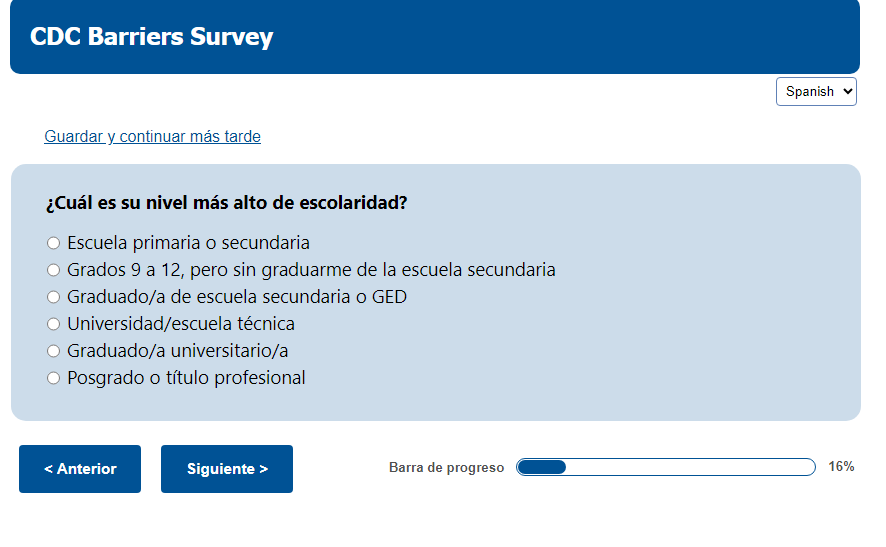 CDC Barriers Survey
Spanish
Guardar y continuar más tarde
¿Cuál es su nivel más alto de escolaridad?
Escuela primaria o secundaria
Grados 9 a 12, pero sin graduarme de la escuela secundaria
Graduado/a de escuela secundaria o GED
Universidad/escuela técnica
Graduado/a universitario/a
Posgrado o título profesional
< Anterior
Siguiente >
Barra de progreso
16%